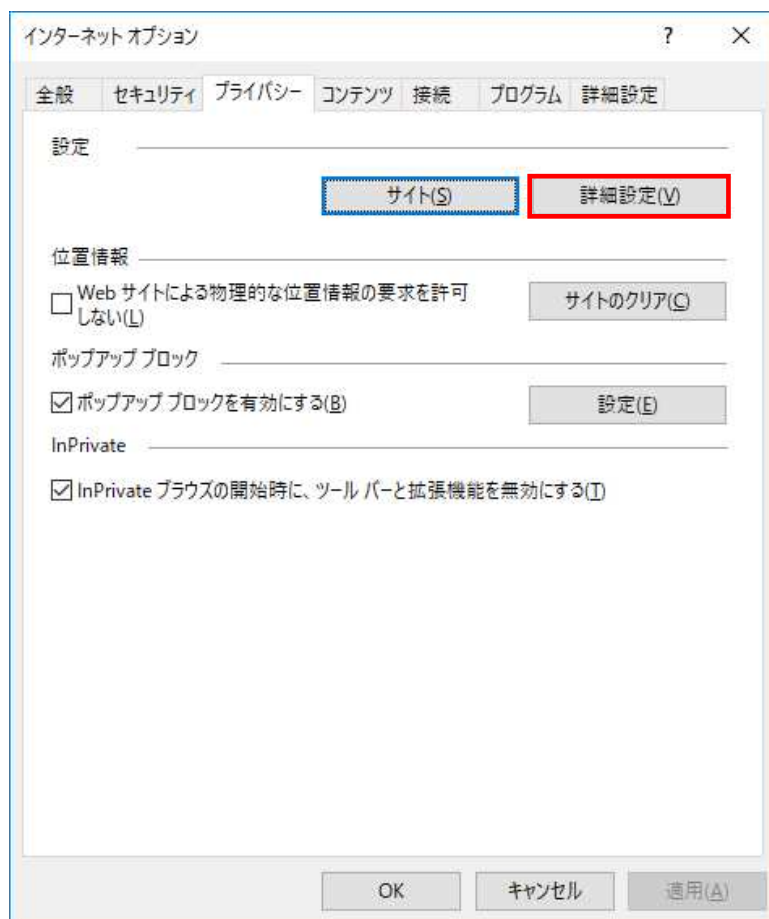 インターネット オプション ?
全般 セキュリティ プライバシー コンテンツ 接続 プログラム 詳細設定
設定
サイト(S) 詳細設定(V)
位置情報
Web サイトによる物理的な位置情報の要求を許可
しない(L)
サイトのクリア(C)
ポップアップ ブロック
ポップアップ ブロックを有効にする(B) 設定(E)
InPrivate
InPrivate ブラウズの開始時に、ツール バーと拡張機能を無効にする(T)
OK キャンセル 適用(A)